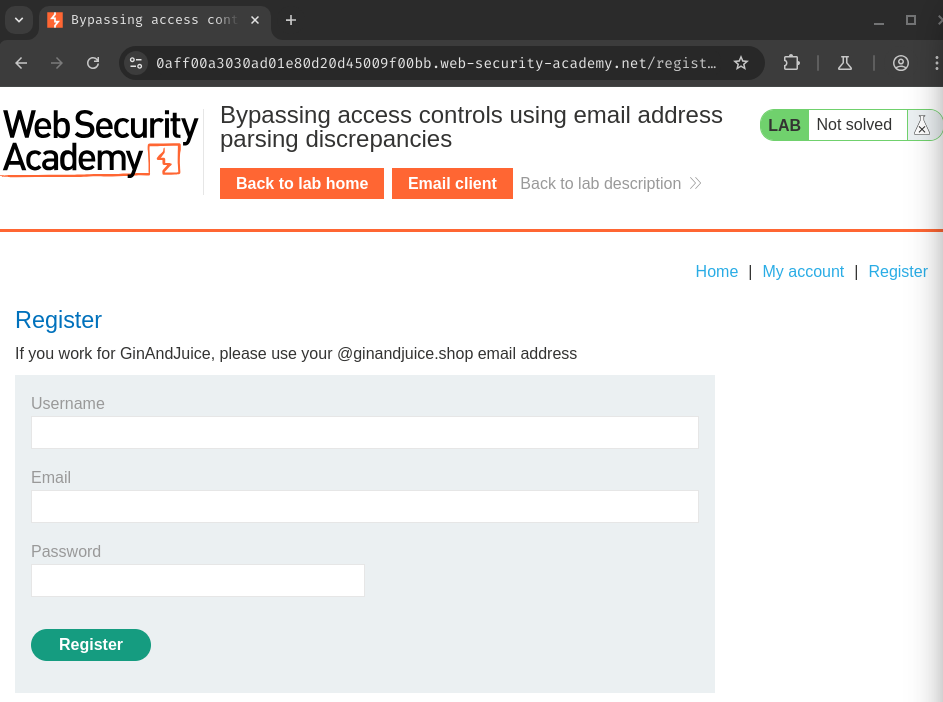 Bypassing access cont
0aff00a3030ad01e80d20d45009f00bb.web-security-academy.net/regist...
Web Security
Academy
Bypassing access controls using email address
parsing discrepancies
LAB Not solved
Back to lab home Email client Back to lab description
Home | My account | Register
Register
If you work for GinAndJuice, please use your @ginandjuice.shop email address
Username
Email
Password
Register